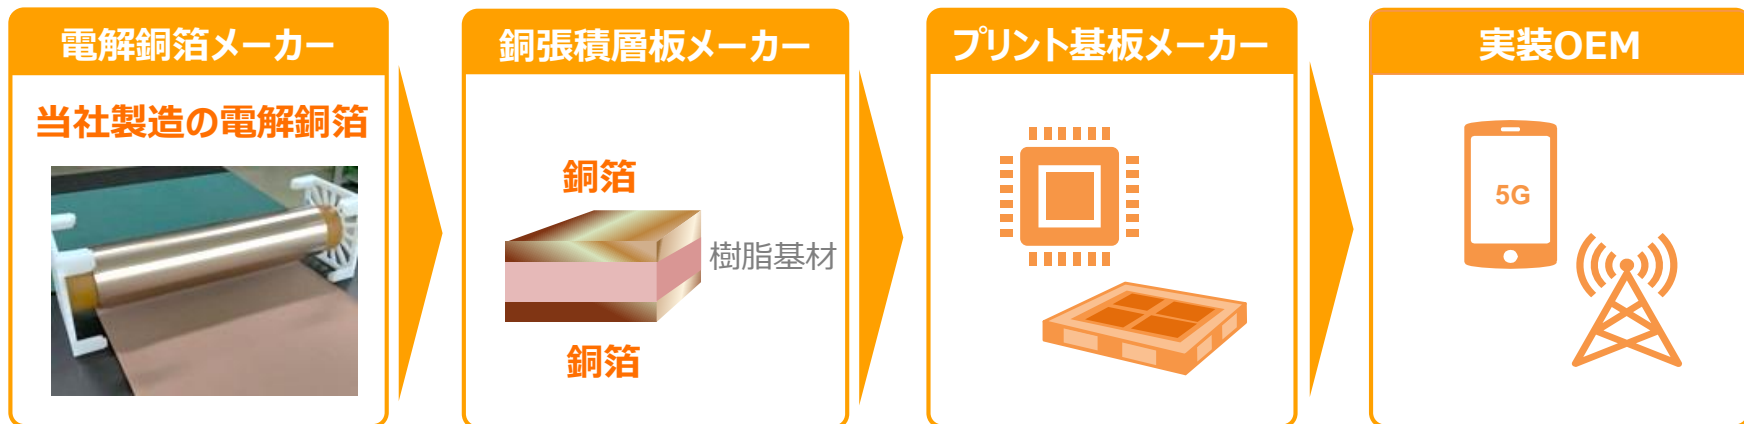 電解銅箔メーカー
当社製造の電解銅箔
銅張積層板メーカー
銅箔
樹脂基材
銅箔
プリント基板メーカー
実装OEM
5G